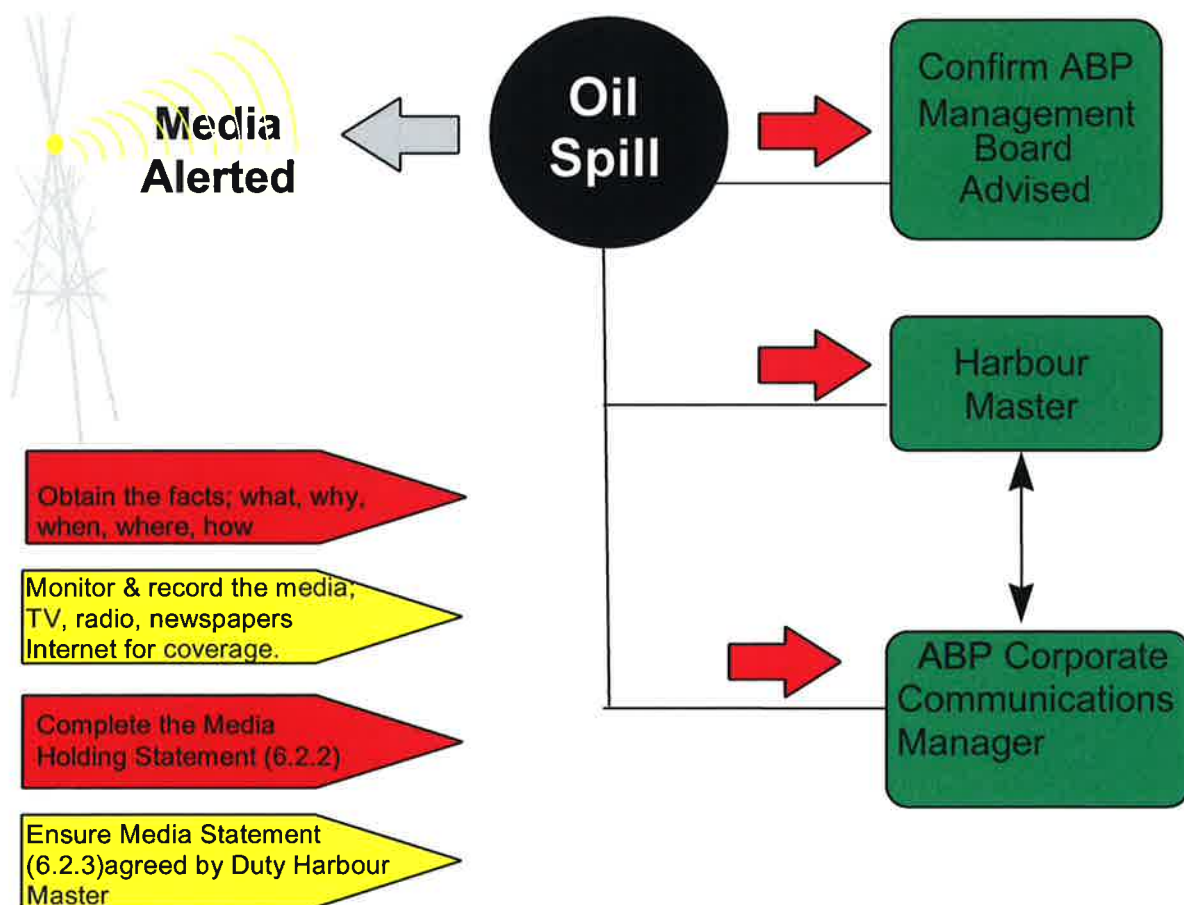 Media
Alerted
Oil
Spill
Confirm ABP
Management
Board
Advised
Harbour
Master
ABP Corporate
Communications
Manager
Obtain the facts; what, why,
when, where, how
Monitor & record the media;
TV, radio, newspapers
Internet for coverage.
Complete the Media
Holding Statement (6.2.2)
Ensure Media Statement
(6.2.3)agreed by Duty Harbour
Master